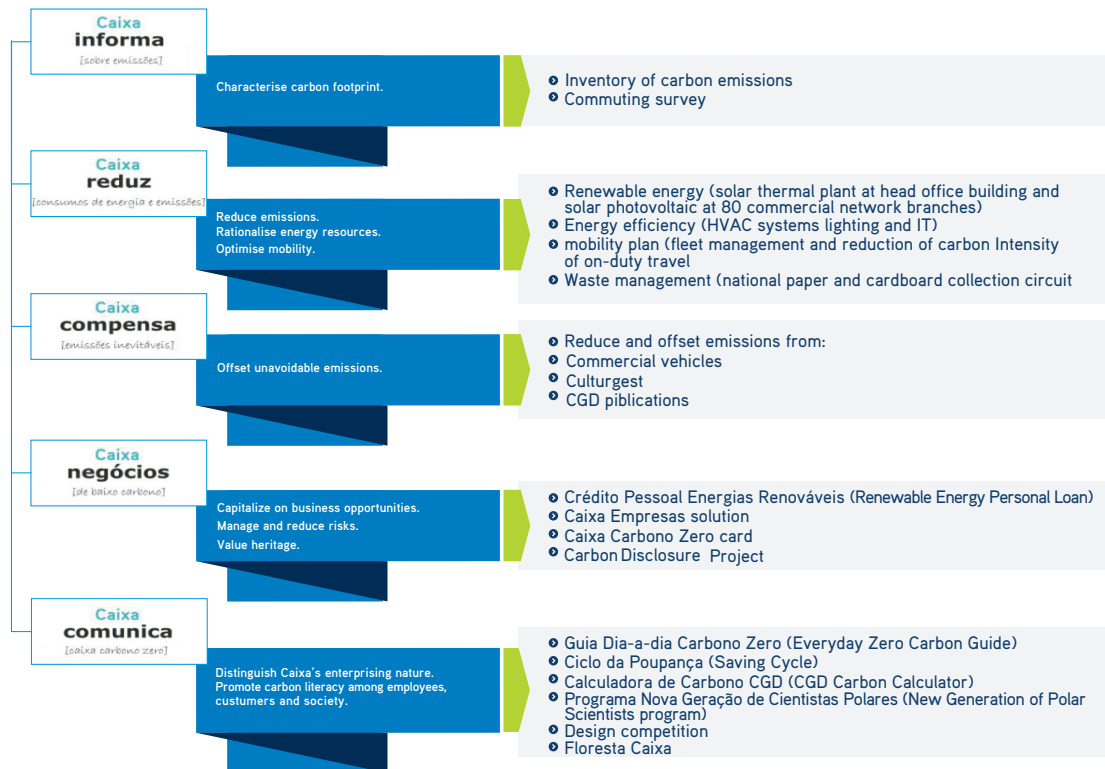 Caixa
informa
[sobre emissões]
Characterise carbon footprint.
Inventory of carbon emissions
Commuting survey
Caixa
reduz
[consumos de energia e emissões]
Reduce emissions.
Rationalise energy resources.
Optimise mobility.
Renewable energy (solar thermal plant at head office building and
solar photovoltaic at 80 commercial network branches)
Energy efficiency (HVAC systems lighting and IT)
mobility plan (fleet management and reduction of carbon Intensity
of on-duty travel
Waste management (national paper and cardboard collection circuit
Caixa
compensa
[emissões inevitáveis]
Offset unavoidable emissions.
Reduce and offset emissions from:
Commercial vehicles
Culturgest
CGD piblications
Caixa
negócios
[de baixo carbono]
Capitalize on business opportunities.
Manage and reduce risks.
Value heritage.
Crédito Pessoal Energias Renováveis (Renewable Energy Personal Loan)
Caixa Empresas solution
Caixa Carbono Zero card
Carbon Disclosure Project
Caixa
comunica
[caixa carbono zero]
Distinguish Caixa's enterprising nature.
Promote carbon literacy among employees,
custumers and society.
Guia Dia-a-dia Carbono Zero (Everyday Zero Carbon Guide)
Ciclo da Poupança (Saving Cycle)
Calculadora de Carbono CGD (CGD Carbon Calculator)
Programa Nova Geração de Cientistas Polares (New Generation of Polar
Scientists program)
Design competition
Floresta Caixa